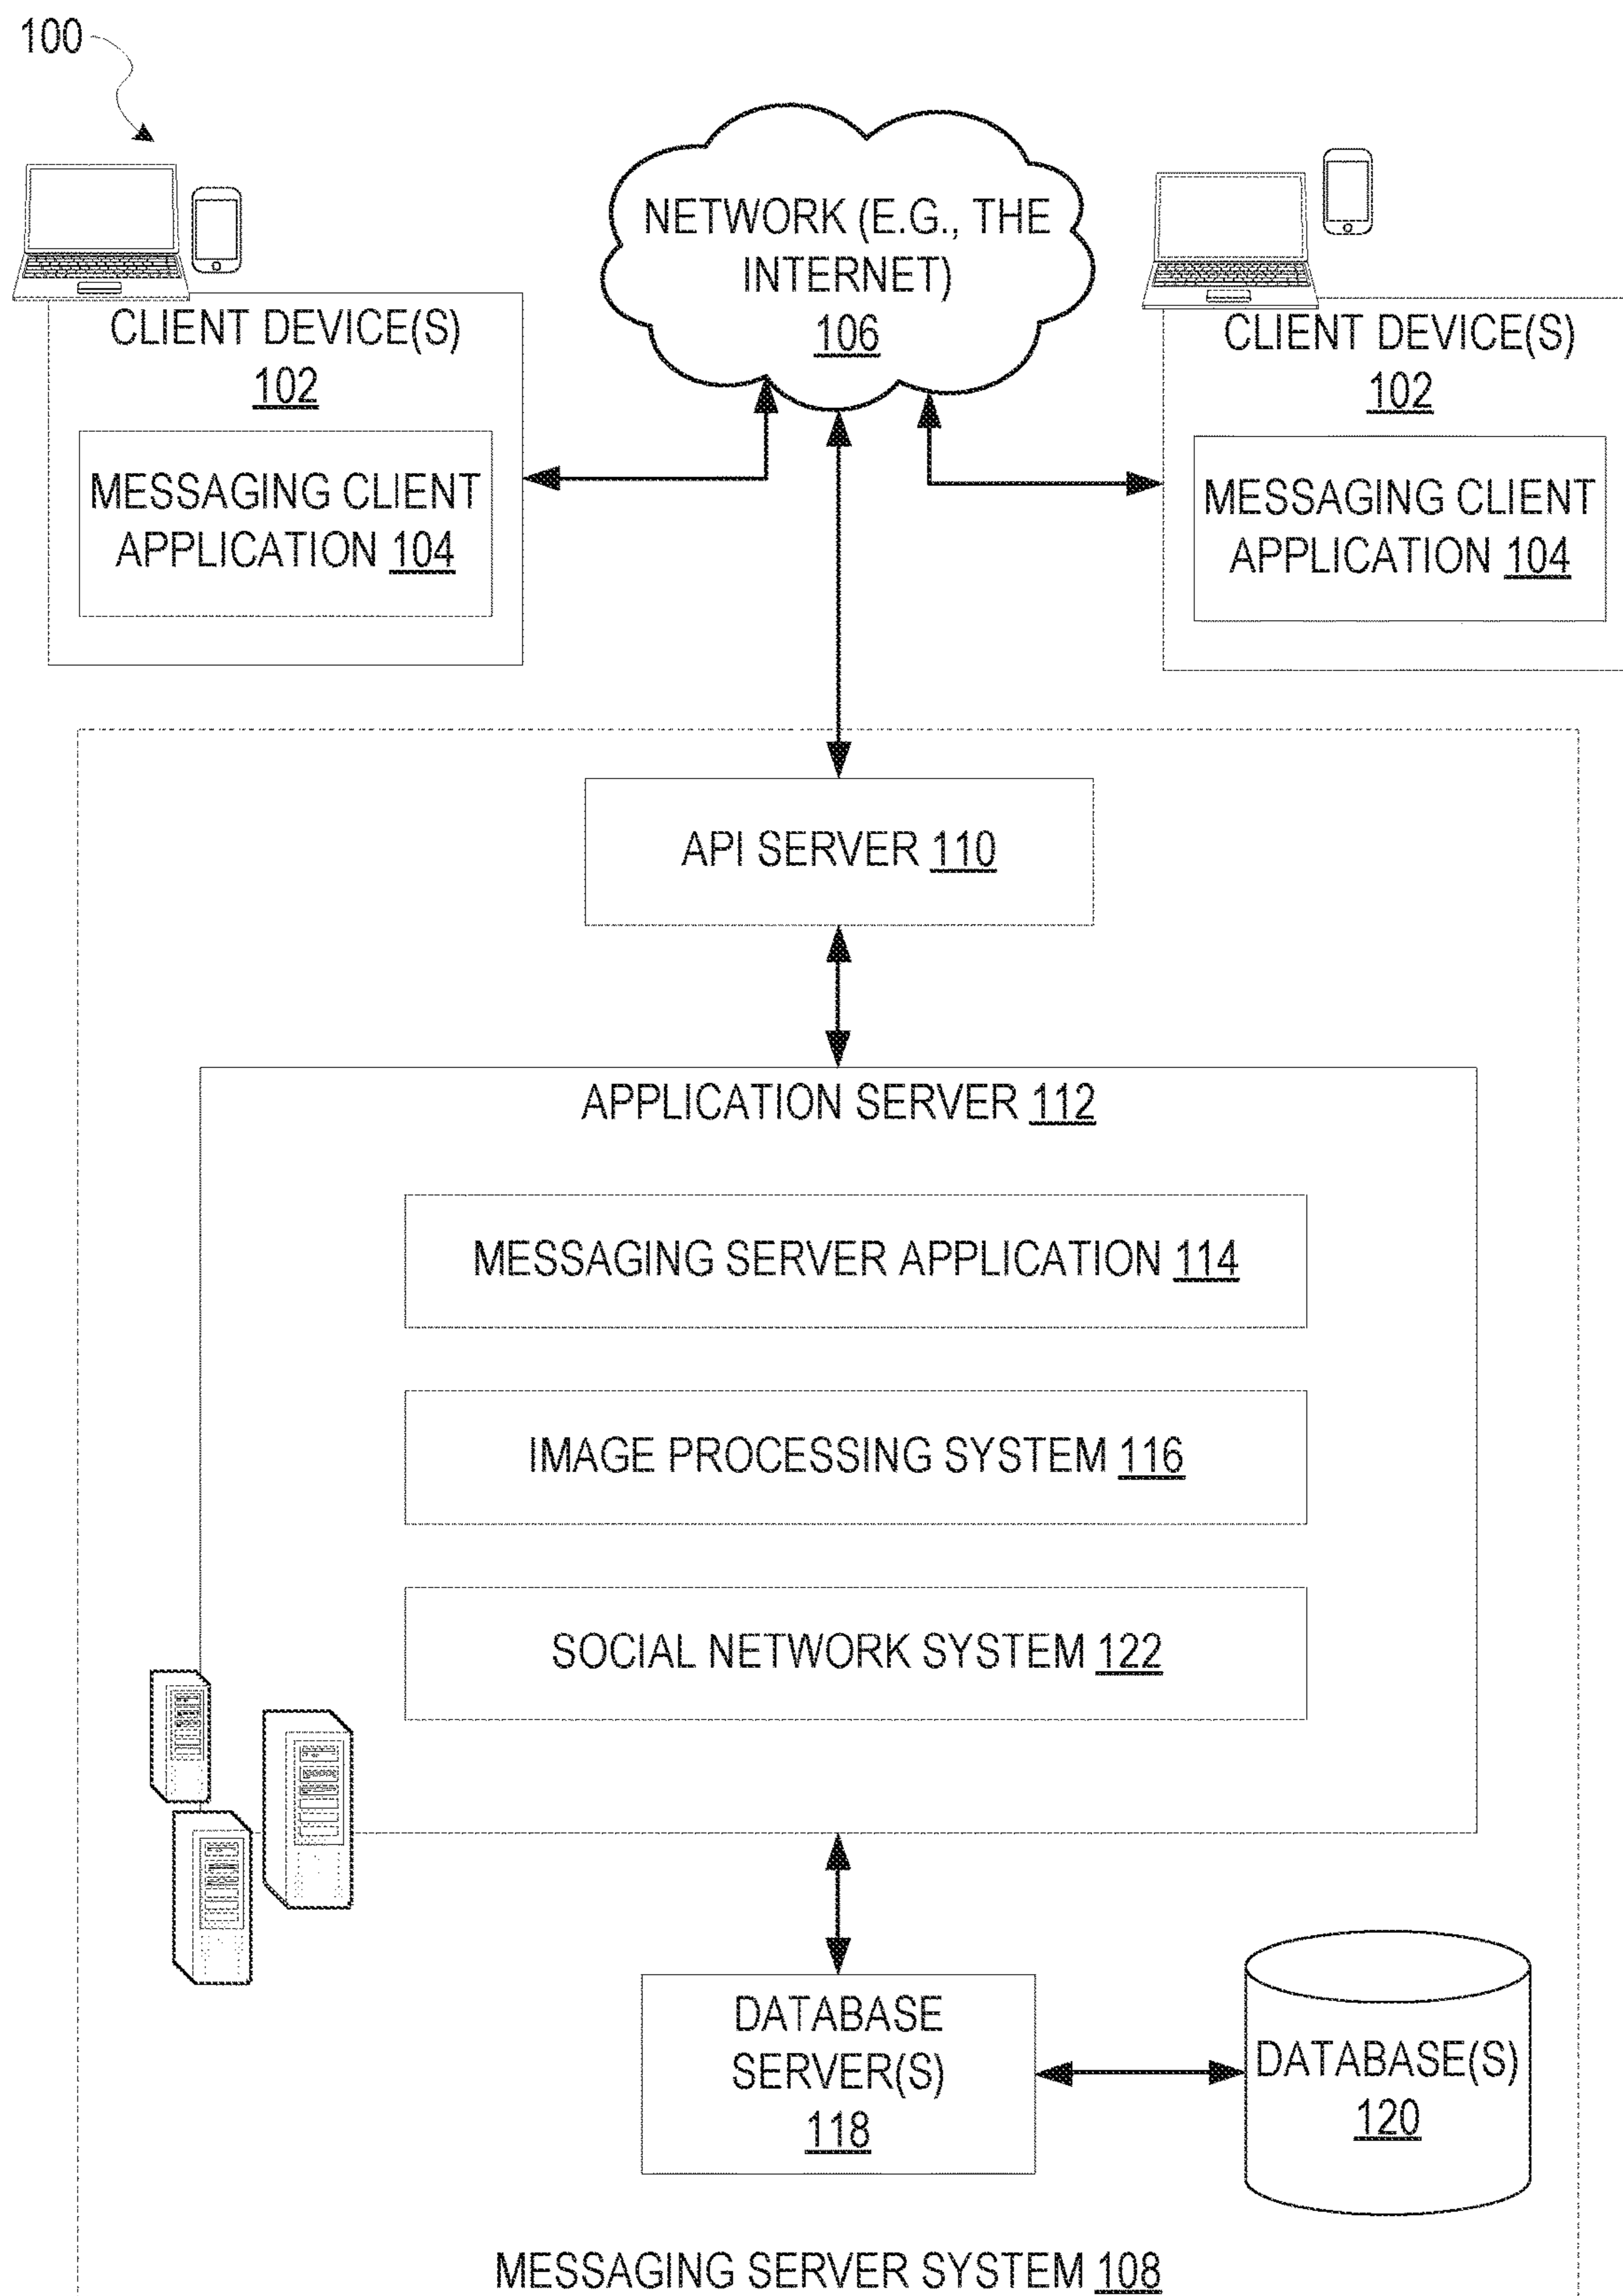 100
NETWORK (E.G., THE
INTERNET)
106
CLIENT DEVICE(S)
102
MESSAGING CLIENT
APPLICATION 104
CLIENT DEVICE(S)
102
MESSAGING CLIENT
APPLICATION 104
API SERVER 110
APPLICATION SERVER 112
MESSAGING SERVER APPLICATION 114
IMAGE PROCESSING SYSTEM 116
SOCIAL NETWORK SYSTEM 122
DATABASE
SERVER(S)
118
DATABASE(S)
120
MESSAGING SERVER SYSTEM 108